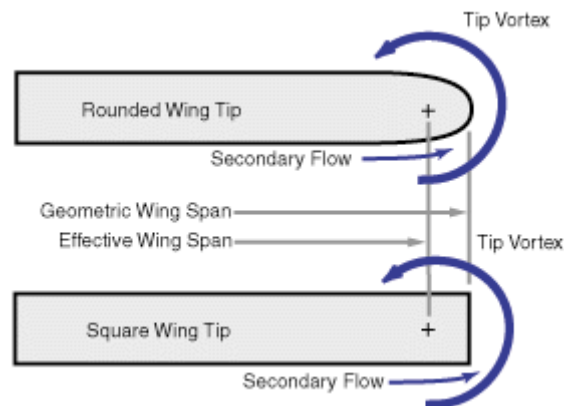 Tip Vortex
Rounded Wing Tip
+
Secondary Flow
Geometric Wing Span
Effective Wing Span
Tip Vortex
Square Wing Tip
+
Secondary Flow